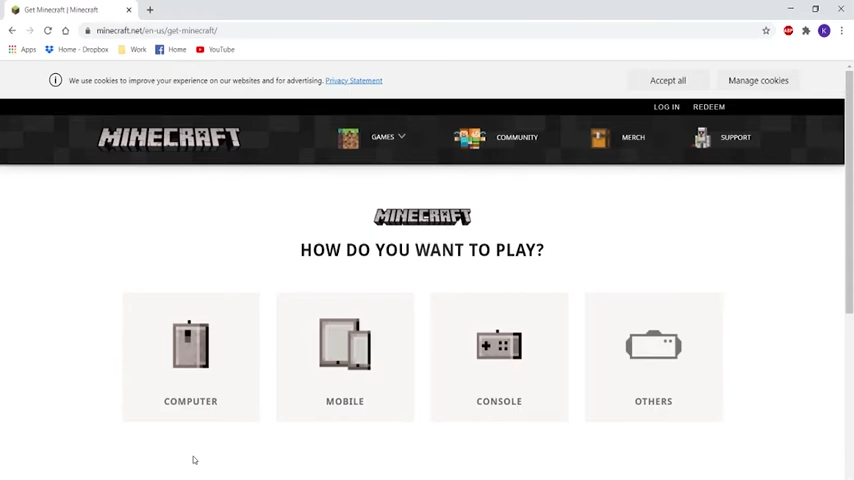 Get Minecraft | Minecraft
minecraft.net/en-us/get-minecraft/
ABP
K
Apps
Home - Dropbox
Work
Home
YouTube
We use cookies to improve your experience on our websites and for advertising. Privacy Statement
Accept all
Manage cookies
LOG IN
REDEEM
MINECRAFT
GAMES
COMMUNITY
MERCH
SUPPORT
MINECRAFT
HOW DO YOU WANT TO PLAY?
COMPUTER
MOBILE
CONSOLE
OTHERS